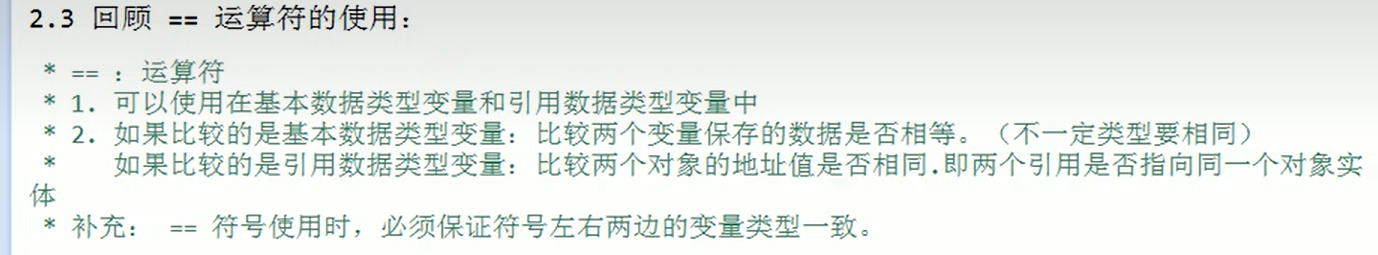 2.3 回顾 == 运算符的使用：
* == ：运算符
* 1. 可以使用在基本数据类型变量和引用数据类型变量中
* 2. 如果比较的是基本数据类型变量：比较两个变量保存的数据是否相等。（不一定类型要相同）
* 如果比较的是引用数据类型变量：比较两个对象的地址值是否相同.即两个引用是否指向同一个对象实
体
* 补充： == 符号使用时，必须保证符号左右两边的变量类型一致。